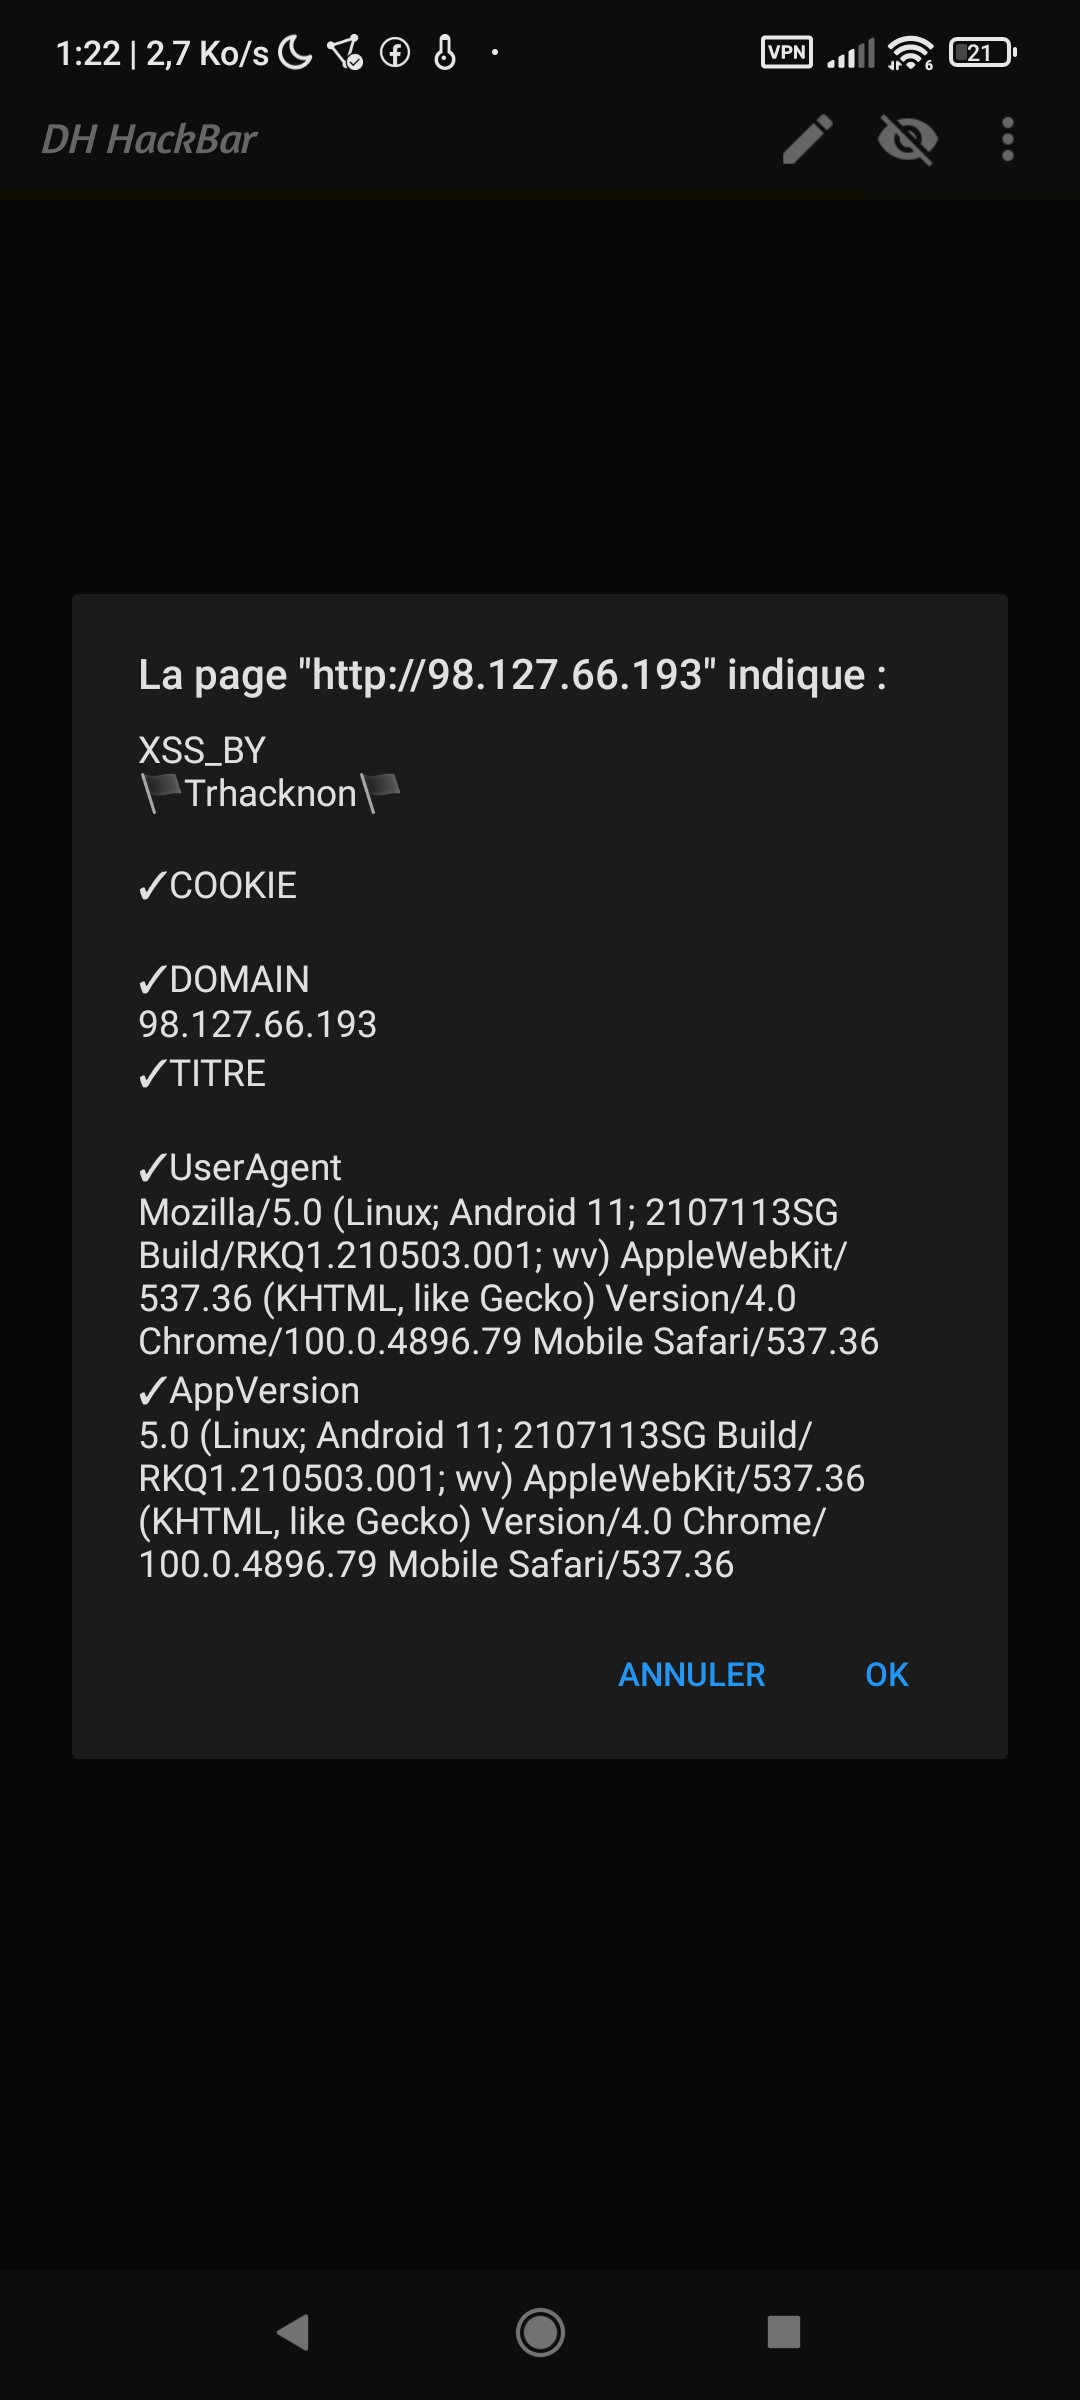 1:22 | 2,7 Ko/s
VPN
6
21
DH HackBar
La page "http://98.127.66.193" indique :
XSS_BY
🏴Trhacknon🏴
✓COOKIE
✓DOMAIN
98.127.66.193
✓TITRE
✓UserAgent
Mozilla/5.0 (Linux; Android 11; 2107113SG
Build/RKQ1.210503.001; wv) AppleWebKit/
537.36 (KHTML, like Gecko) Version/4.0
Chrome/100.0.4896.79 Mobile Safari/537.36
✓AppVersion
5.0 (Linux; Android 11; 2107113SG Build/
RKQ1.210503.001; wv) AppleWebKit/537.36
(KHTML, like Gecko) Version/4.0 Chrome/
100.0.4896.79 Mobile Safari/537.36
ANNULER
OK